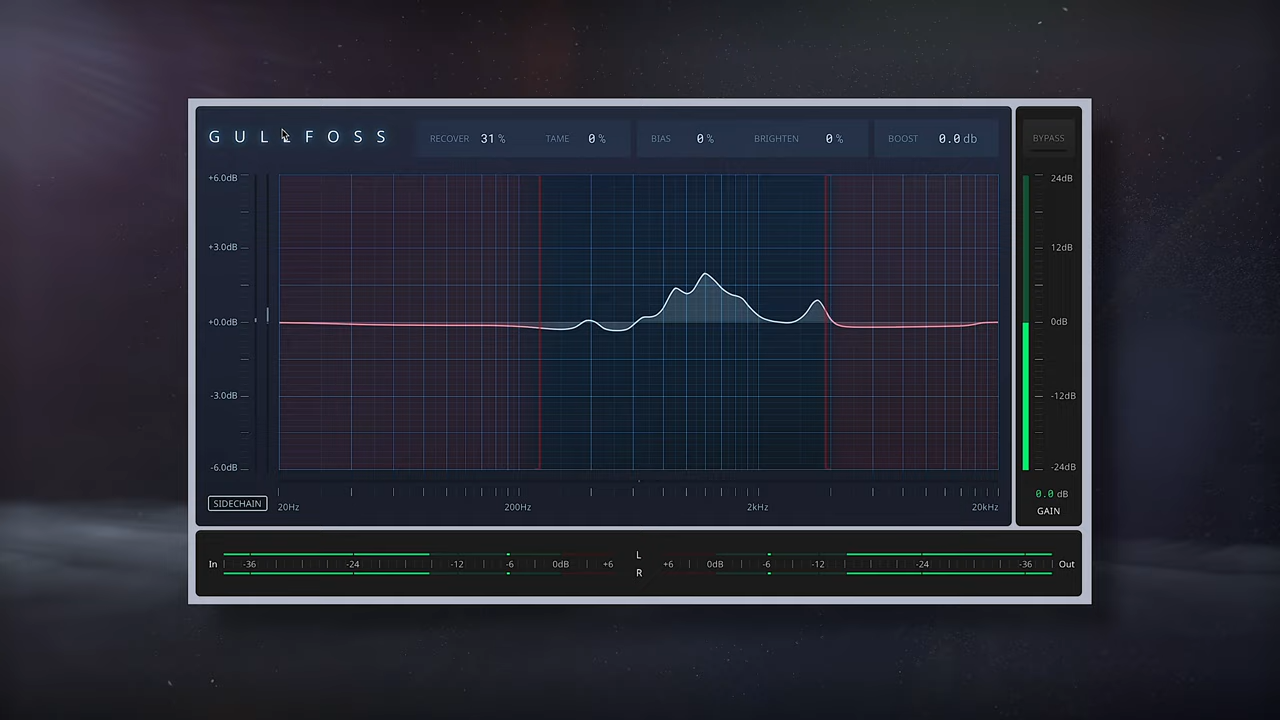 GULLFOSS RECOVER 31 % TAME 0 % BIAS 0 % BRIGHTEN 0 % BOOST 0.0 db BYPASS
+6.0dB 24dB
+3.0dB 12dB
+0.0dB 0dB
-3.0dB -12dB
-6.0dB -24dB
0.0 dB
SIDECHAIN 20Hz 200Hz 2kHz 20kHz GAIN
L
In -36 -24 -12 -6 0dB +6 +6 0dB -6 -12 -24 -36 Out
R